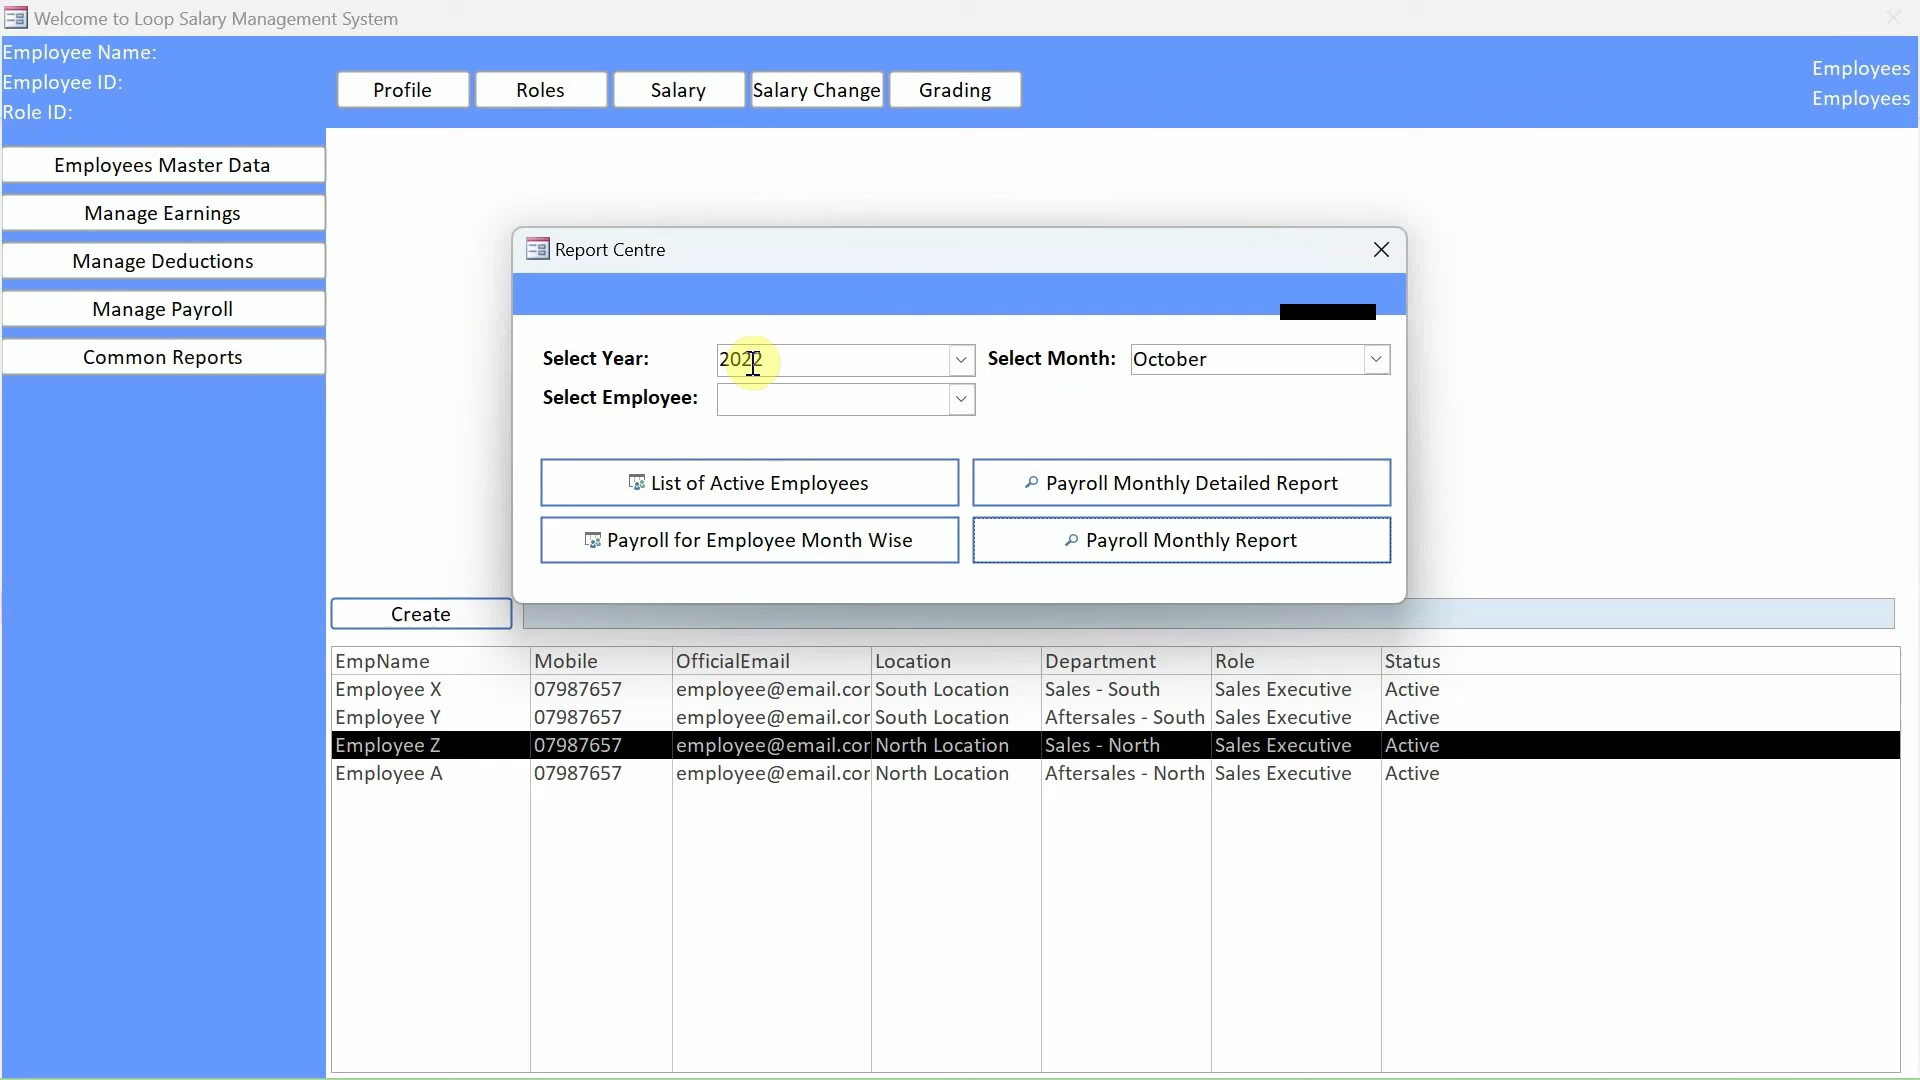 Welcome to Loop Salary Management System
Employee Name:
Employee ID:
Role ID:
Profile
Roles
Salary
Salary Change
Grading
Employees
Employees
Employees Master Data
Manage Earnings
Manage Deductions
Manage Payroll
Common Reports
Report Centre
Select Year: 2022 Select Month: October
Select Employee:
List of Active Employees
Payroll Monthly Detailed Report
Payroll for Employee Month Wise
Payroll Monthly Report
Create
EmpName Mobile OfficialEmail Location Department Role Status
Employee X 07987657 employee@email.cor South Location Sales - South Sales Executive Active
Employee Y 07987657 employee@email.cor South Location Aftersales - South Sales Executive Active
Employee Z 07987657 employee@email.cor North Location Sales - North Sales Executive Active
Employee A 07987657 employee@email.cor North Location Aftersales - North Sales Executive Active